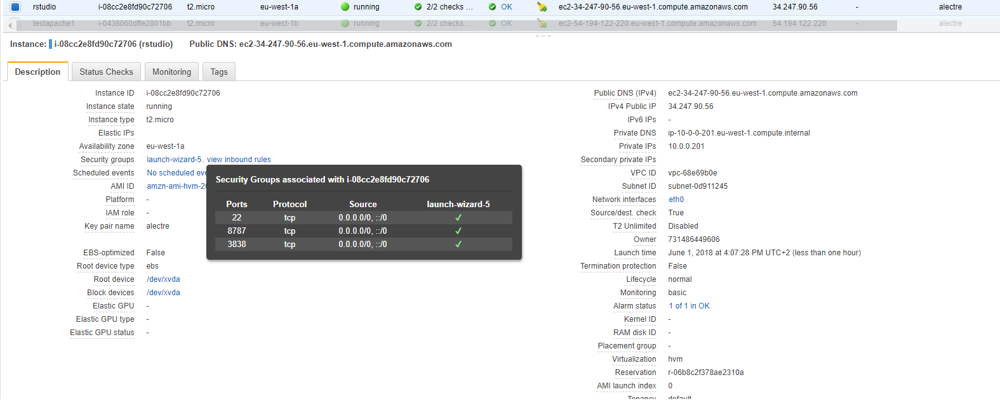 rstudio i-08cc2e8fd90c72706 t2.micro eu-west-1a running 2/2 checks ... OK ec2-34-247-90-56.eu-west-1.compute.amazonaws.com 34.247.90.56 - alectre
testapache1 i-0438060dffe2801bb t2.micro eu-west-1b running 2/2 checks ... OK ec2-54-194-122-220.eu-west-1.compute.amazonaws.com 54.194.122.220 - alectre
Instance: i-08cc2e8fd90c72706 (rstudio) Public DNS: ec2-34-247-90-56.eu-west-1.compute.amazonaws.com
Description Status Checks Monitoring Tags
Instance ID i-08cc2e8fd90c72706
Instance state running
Instance type t2.micro
Elastic IPs
Availability zone eu-west-1a
Security groups launch-wizard-5. view inbound rules
Scheduled events No scheduled eve
AMI ID amzn-ami-hvm-20
Platform -
IAM role -
Key pair name alectre
EBS-optimized False
Root device type ebs
Root device /dev/xvda
Block devices /dev/xvda
Elastic GPU -
Elastic GPU type -
Elastic GPU status -
Security Groups associated with i-08cc2e8fd90c72706
Ports Protocol Source launch-wizard-5
22 tcp 0.0.0.0/0, ::/0 ✓
8787 tcp 0.0.0.0/0, ::/0 ✓
3838 tcp 0.0.0.0/0, ::/0 ✓
Public DNS (IPv4) ec2-34-247-90-56.eu-west-1.compute.amazonaws.com
IPv4 Public IP 34.247.90.56
IPv6 IPs -
Private DNS ip-10-0-0-201.eu-west-1.compute.internal
Private IPs 10.0.0.201
Secondary private IPs
VPC ID vpc-68e69b0e
Subnet ID subnet-0d911245
Network interfaces eth0
Source/dest. check True
T2 Unlimited Disabled
Owner 731486449606
Launch time June 1, 2018 at 4:07:28 PM UTC+2 (less than one hour)
Termination protection False
Lifecycle normal
Monitoring basic
Alarm status 1 of 1 in OK
Kernel ID -
RAM disk ID -
Placement group -
Virtualization hvm
Reservation r-06b8c2f378ae2310a
AMI launch index 0
Tenancy default